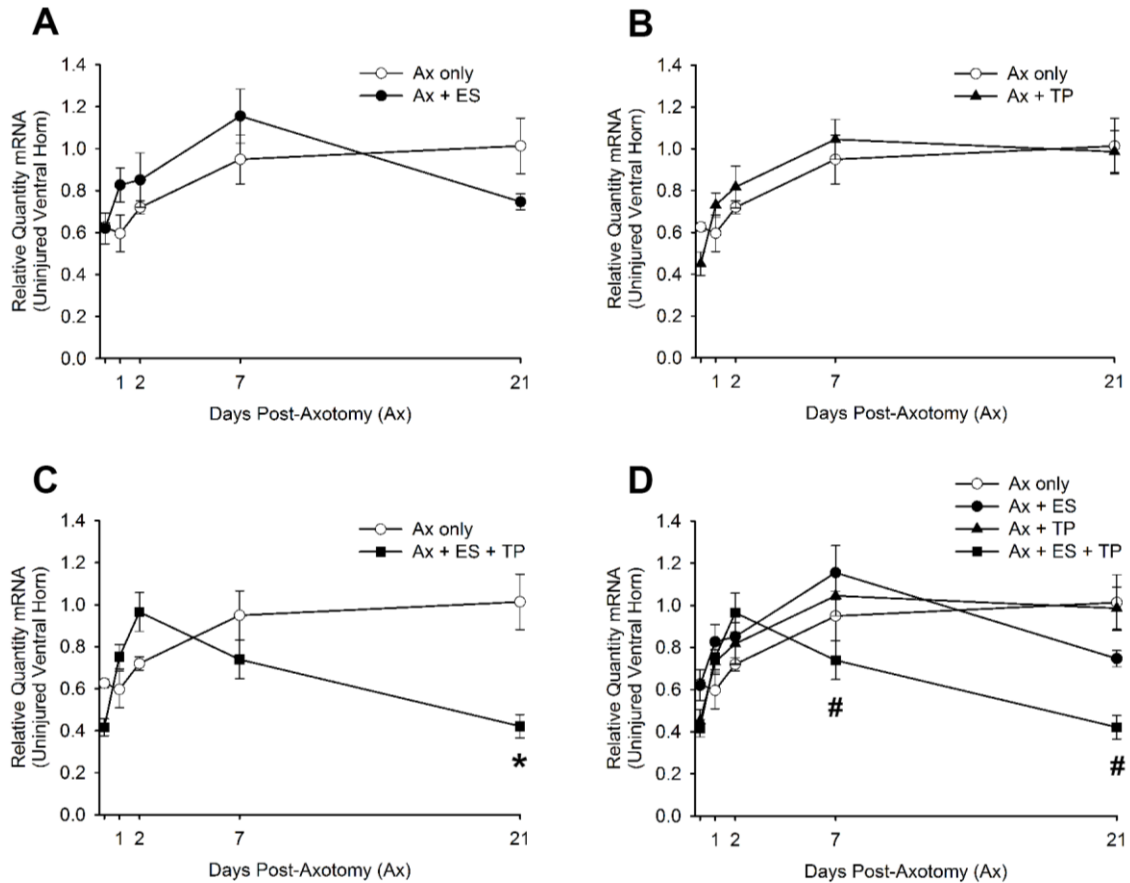 A
Ax only
Ax + ES
Relative Quantity mRNA
(Uninjured Ventral Horn)
1.4
1.2
1.0
0.8
0.6
0.4
0.2
0.0
1 2 7 21
Days Post-Axotomy (Ax)
B
Ax only
Ax + TP
Relative Quantity mRNA
(Uninjured Ventral Horn)
1.4
1.2
1.0
0.8
0.6
0.4
0.2
0.0
1 2 7 21
Days Post-Axotomy (Ax)
C
Ax only
Ax + ES + TP
Relative Quantity mRNA
(Uninjured Ventral Horn)
1.4
1.2
1.0
0.8
0.6
0.4
0.2
0.0
*
1 2 7 21
Days Post-Axotomy (Ax)
D
Ax only
Ax + ES
Ax + TP
Ax + ES + TP
Relative Quantity mRNA
(Uninjured Ventral Horn)
1.4
1.2
1.0
0.8
0.6
0.4
0.2
0.0
#
#
1 2 7 21
Days Post-Axotomy (Ax)